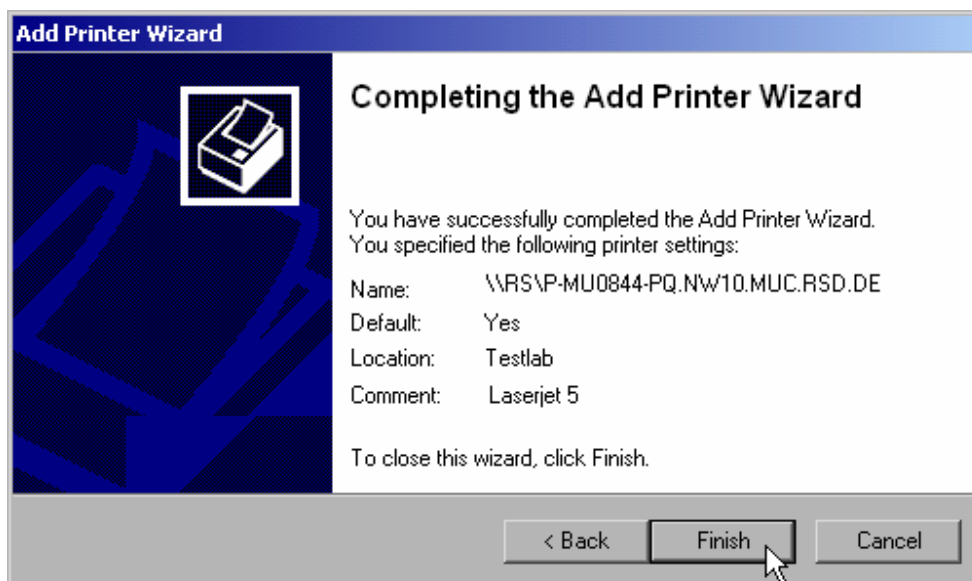 Add Printer Wizard
Completing the Add Printer Wizard
You have successfully completed the Add Printer Wizard.
You specified the following printer settings:
Name: \\RS\P-MU0844-PQ.NW10.MUC.RSD.DE
Default: Yes
Location: Testlab
Comment: Laserjet 5
To close this wizard, click Finish.
< Back Finish Cancel